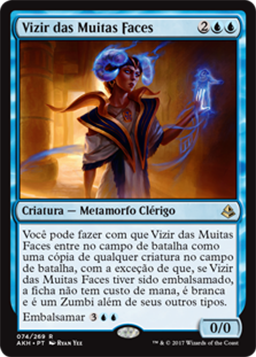 Vizir das Muitas Faces 2
Criatura — Metamorfo Clérigo
Você pode fazer com que Vizir das Muitas
Faces entre no campo de batalha como
uma cópia de qualquer criatura no campo
de batalha, com a exceção de que, se Vizir
das Muitas Faces tiver sido embalsamado,
a ficha não tem custo de mana, é branca
e é um Zumbi além de seus outros tipos.
Embalsamar 3
074/269 R
AKH • PT Ryan Yee
™ & © 2017 Wizards of the Coast
0/0